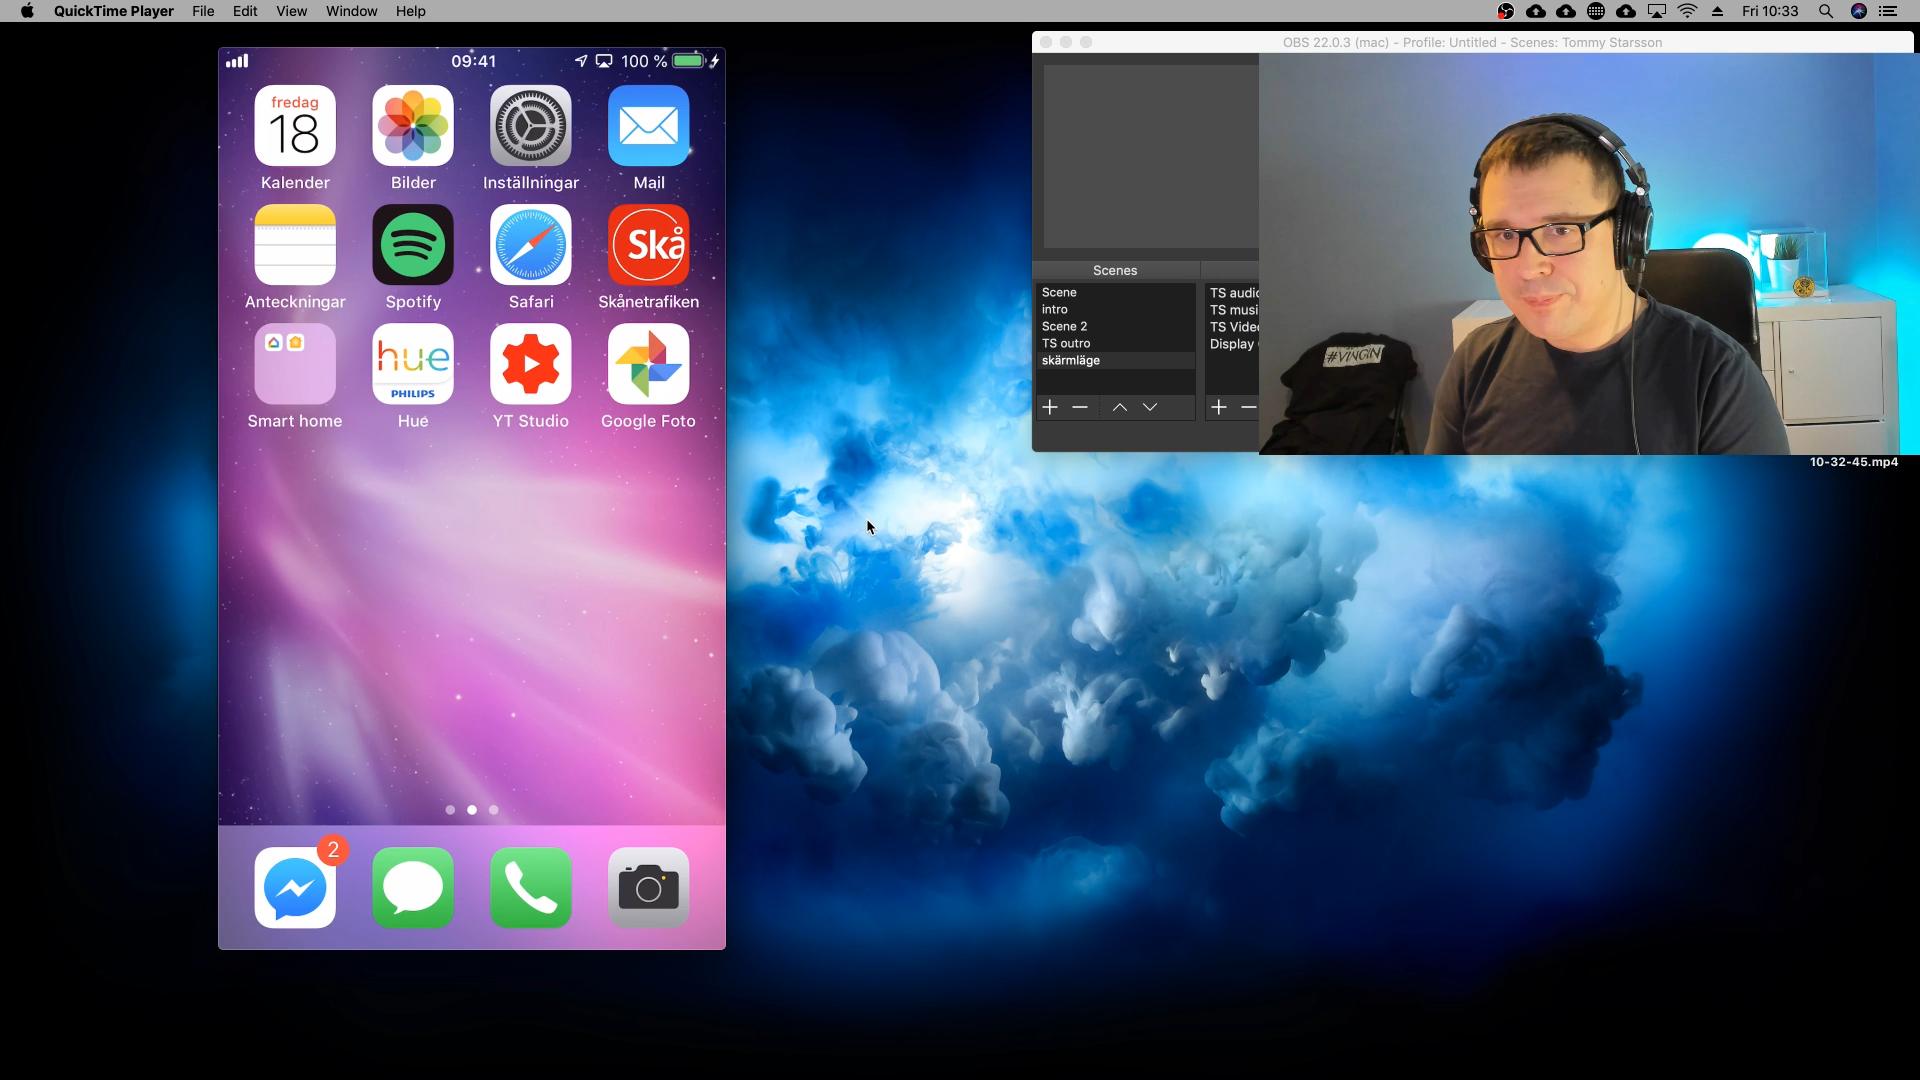 QuickTime Player File Edit View Window Help
Fri 10:33
09:41
100 %
fredag
18
Kalender
Bilder
Inställningar
Mail
Skå
Anteckningar
Spotify
Safari
Skånetrafiken
hue
PHILIPS
Smart home
Hue
YT Studio
Google Foto
2
OBS 22.0.3 (mac) - Profile: Untitled - Scenes: Tommy Starsson
Scenes
Scene
intro
Scene 2
TS outro
skärmläge
TS audio
TS musi
TS Video
Display
#VINGIN
10-32-45.mp4